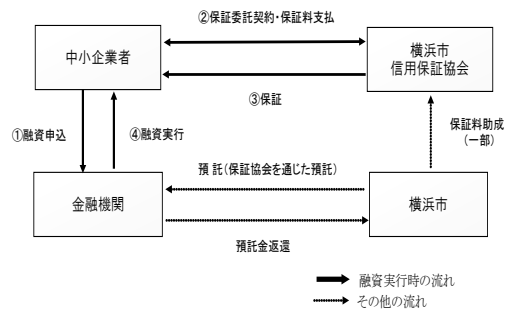 ②保証委託契約・保証料支払
中小企業者
横浜市
信用保証協会
③保証
①融資申込
④融資実行
保証料助成
(一部)
預 託(保証協会を通じた預託)
金融機関
横浜市
預託金返還
融資実行時の流れ
その他の流れ